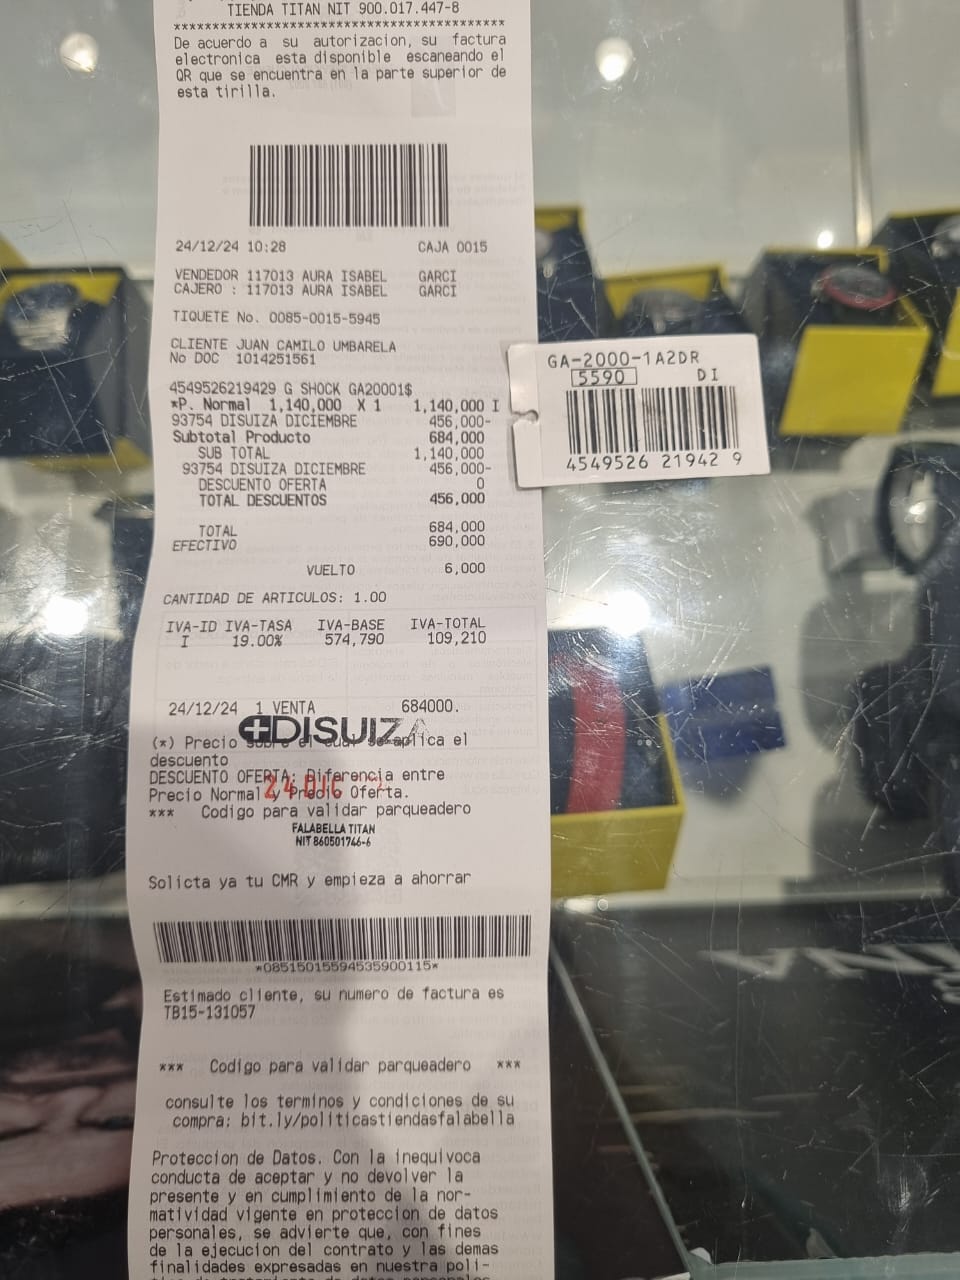 TIENDA TITAN NIT 900.017.447-8
**********************************************
De acuerdo a su autorizacion, su factura
electronica esta disponible escaneando el
QR que se encuentra en la parte superior de
esta tirilla.
24/12/24 10:28 CAJA 0015
VENDEDOR 117013 AURA ISABEL GARCI
CAJERO : 117013 AURA ISABEL GARCI
TIQUETE No. 0085-0015-5945
CLIENTE JUAN CAMILO UMBARELA
No DOC 1014251561
4549526219429 G SHOCK GA20001$
*P. Normal 1,140,000 X 1 1,140,000 I
93754 DISUIZA DICIEMBRE 456,000-
Subtotal Producto 684,000
SUB TOTAL 1,140,000
93754 DISUIZA DICIEMBRE 456,000-
DESCUENTO OFERTA 0
TOTAL DESCUENTOS 456,000
TOTAL 684,000
EFECTIVO 690,000
VUELTO 6,000
CANTIDAD DE ARTICULOS: 1.00
IVA-ID IVA-TASA IVA-BASE IVA-TOTAL
I 19.00% 574,790 109,210
24/12/24 1 VENTA 684000.
DISUIZA
(*) Precio sobre el cual se aplica el
descuento
DESCUENTO OFERTA: Diferencia entre
Precio Normal y Predio Oferta.
24 DIC
*** Codigo para validar parqueadero
FALABELLA TITAN
NIT 860501746-6
Solicta ya tu CMR y empieza a ahorrar
*08515015594535900115*
Estimado cliente, su numero de factura es
TB15-131057
*** Codigo para validar parqueadero ***
consulte los terminos y condiciones de su
compra: bit.ly/politicastiendasfalabella
Proteccion de Datos. Con la inequivoca
conducta de aceptar y no devolver la
presente y en cumplimiento de la nor-
matividad vigente en proteccion de datos
personales, se advierte que, con fines
de la ejecucion del contrato y las demas
finalidades expresadas en nuestra poli-
GA-2000-1A2DR
5590 DI
4549526 21942 9